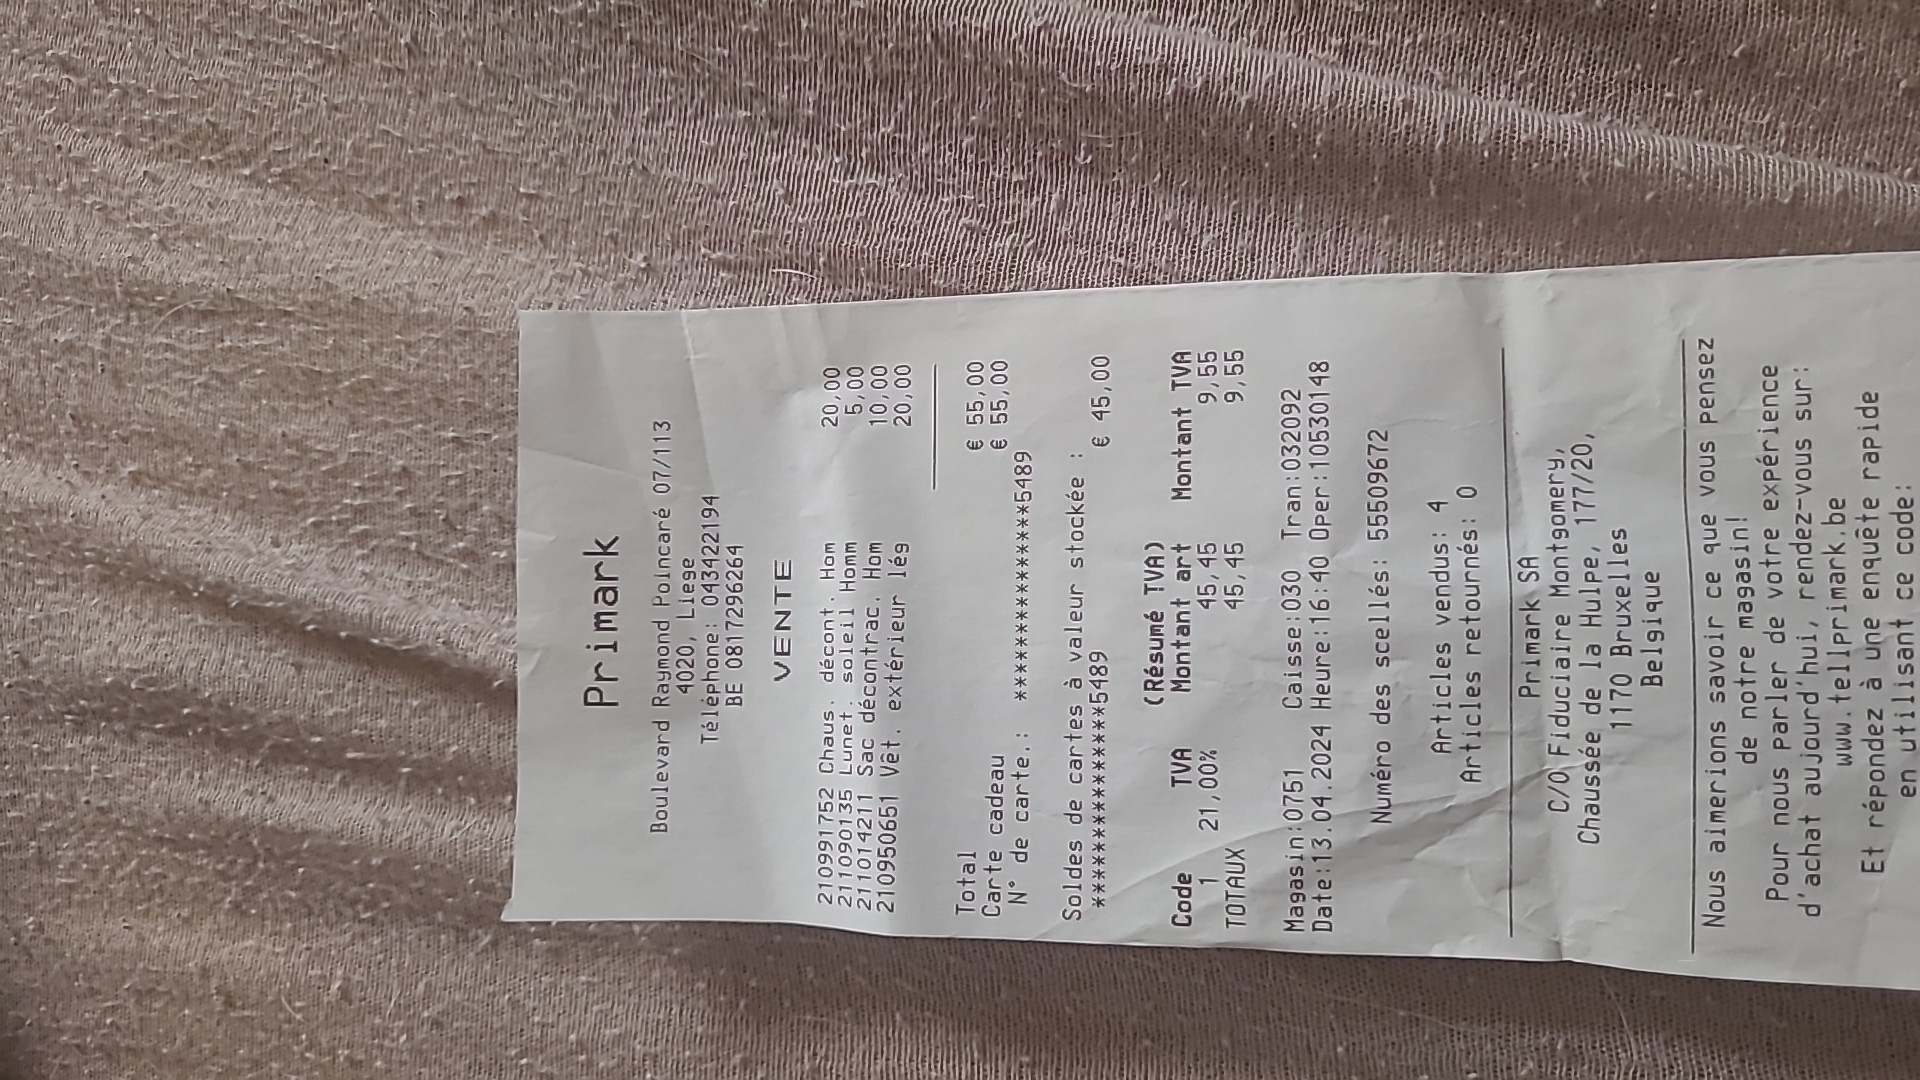 Primark
Boulevard Raymond Poincaré 07/113
4020, Liege
Téléphone: 043422194
BE 0817296264
VENTE
210991752 Chaus. décont. Hom 20,00
211090135 Lunet. soleil Homm 5,00
211014211 Sac décontrac. Hom 10,00
210950651 Vêt. extérieur lég 20,00
Total € 55,00
Carte cadeau € 55,00
N° de carte.: ***************5489
Soldes de cartes à valeur stockée :
***************5489 € 45,00
(Résumé TVA)
Code TVA Montant art Montant TVA
1 21,00% 45,45 9,55
TOTAUX 45,45 9,55
Magasin:0751 Caisse:030 Tran:032092
Date:13.04.2024 Heure:16:40 Oper:10530148
Numéro des scellés: 55509672
Articles vendus: 4
Articles retournés: 0
Primark SA
C/O Fiduciaire Montgomery,
Chaussée de la Hulpe, 177/20,
1170 Bruxelles
Belgique
Nous aimerions savoir ce que vous pensez
de notre magasin!
Pour nous parler de votre expérience
d'achat aujourd'hui, rendez-vous sur:
www.tellprimark.be
Et répondez à une enquête rapide
en utilisant ce code: